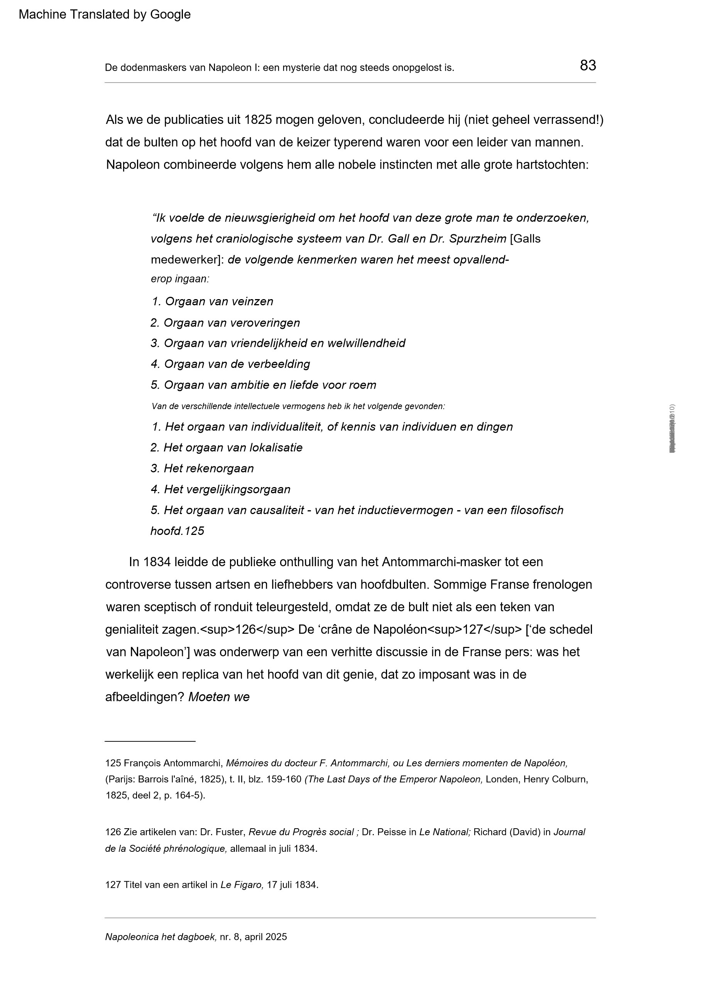 Machine Translated by Google
De dodenmaskers van Napoleon I: een mysterie dat nog steeds onopgelost is.
83
Als we de publicaties uit 1825 mogen geloven, concludeerde hij (niet geheel verrassend!)
dat de bulten op het hoofd van de keizer typerend waren voor een leider van mannen.
Napoleon combineerde volgens hem alle nobele instincten met alle grote hartstochten:
“Ik voelde de nieuwsgierigheid om het hoofd van deze grote man te onderzoeken,
volgens het craniologische systeem van Dr. Gall en Dr. Spurzheim [Galls
medewerker]: de volgende kenmerken waren het meest opvallend-
erop ingaan:
1. Orgaan van veinzen
2. Orgaan van veroveringen
3. Orgaan van vriendelijkheid en welwillendheid
4. Orgaan van de verbeelding
5. Orgaan van ambitie en liefde voor roem
Van de verschillende intellectuele vermogens heb ik het volgende gevonden:
1. Het orgaan van individualiteit, of kennis van individuen en dingen
2. Het orgaan van lokalisatie
3. Het rekenorgaan
4. Het vergelijkingsorgaan
5. Het orgaan van causaliteit - van het inductievermogen - van een filosofisch
hoofd.125
In 1834 leidde de publieke onthulling van het Antommarchi-masker tot een
controverse tussen artsen en liefhebbers van hoofdbulten. Sommige Franse frenologen
waren sceptisch of ronduit teleurgesteld, omdat ze de bult niet als een teken van
genialiteit zagen.<sup>126</sup> De ‘crâne de Napoléon<sup>127</sup> [‘de schedel
van Napoleon’] was onderwerp van een verhitte discussie in de Franse pers: was het
werkelijk een replica van het hoofd van dit genie, dat zo imposant was in de
afbeeldingen? Moeten we
125 François Antommarchi, Mémoires du docteur F. Antommarchi, ou Les derniers momenten de Napoléon,
(Parijs: Barrois l'aîné, 1825), t. II, blz. 159-160 (The Last Days of the Emperor Napoleon, Londen, Henry Colburn,
1825, deel 2, p. 164-5).
126 Zie artikelen van: Dr. Fuster, Revue du Progrès social ; Dr. Peisse in Le National; Richard (David) in Journal
de la Société phrénologique, allemaal in juli 1834.
127 Titel van een artikel in Le Figaro, 17 juli 1834.
Napoleonica het dagboek, nr. 8, april 2025